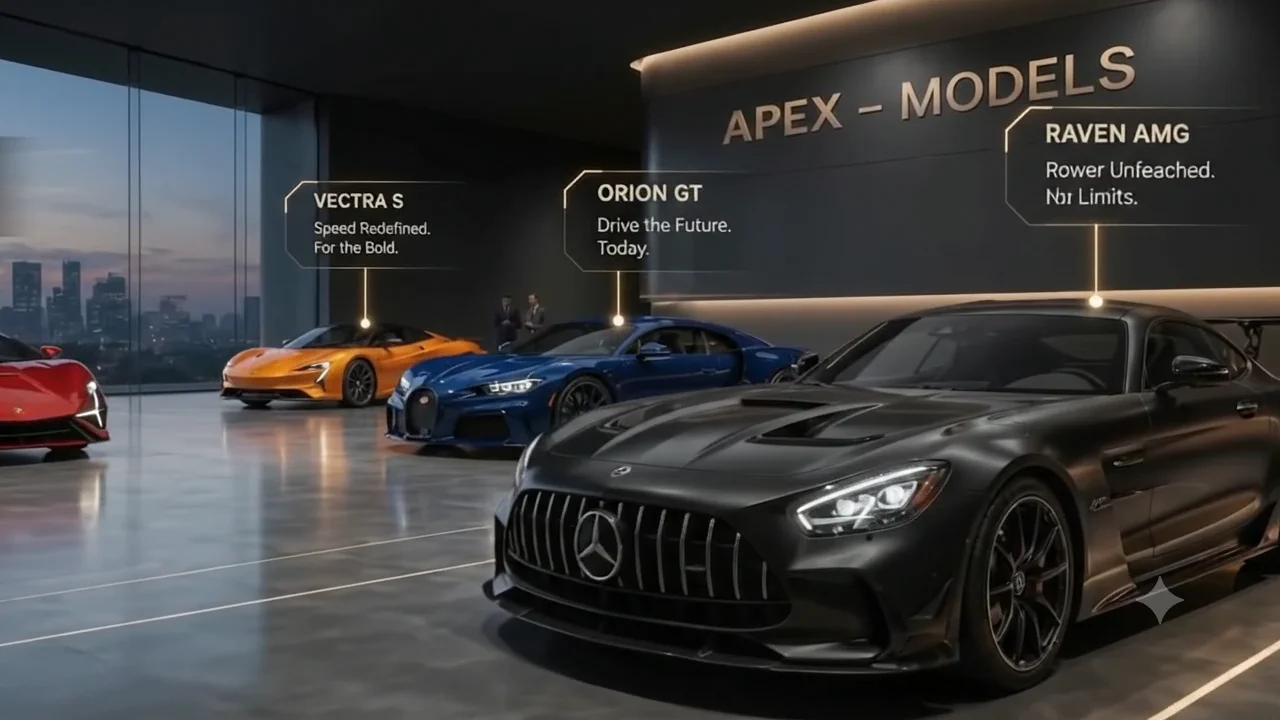 APEX – MODELS
VECTRA S
Speed Redefined.
For the Bold.
ORION GT
Drive the Future.
Today.
RAVEN AMG
Rower Unfeached.
Limits.